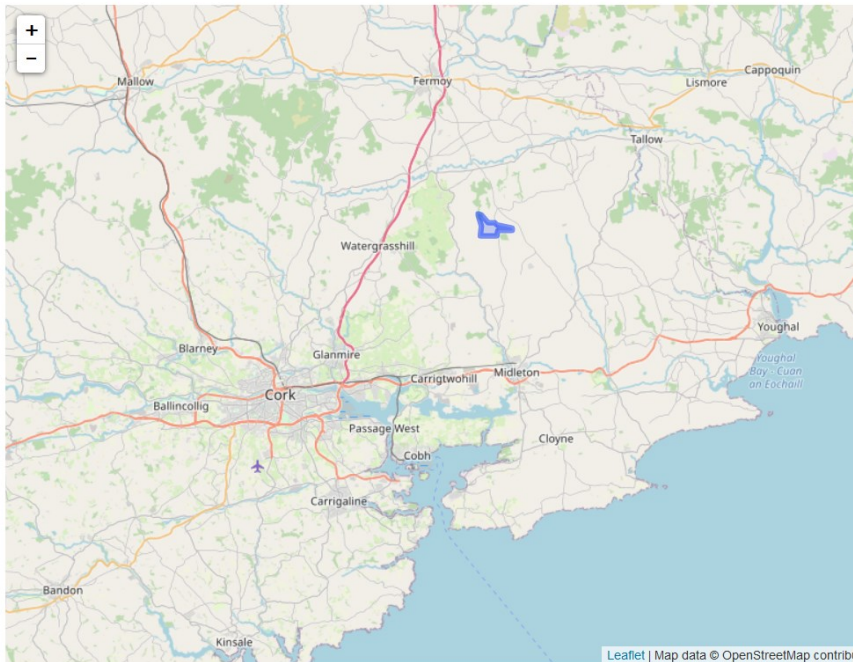 +
−
Mallow
Fermoy
Lismore
Cappoquin
Tallow
Watergrasshill
Youghal
Youghal
Bay - Cuan
an Eochaill
Blarney
Glanmire
Carrigtwohill
Midleton
Cork
Ballincollig
Passage West
Cloyne
Cobh
Carrigaline
Bandon
Kinsale
Leaflet | Map data © OpenStreetMap contribu